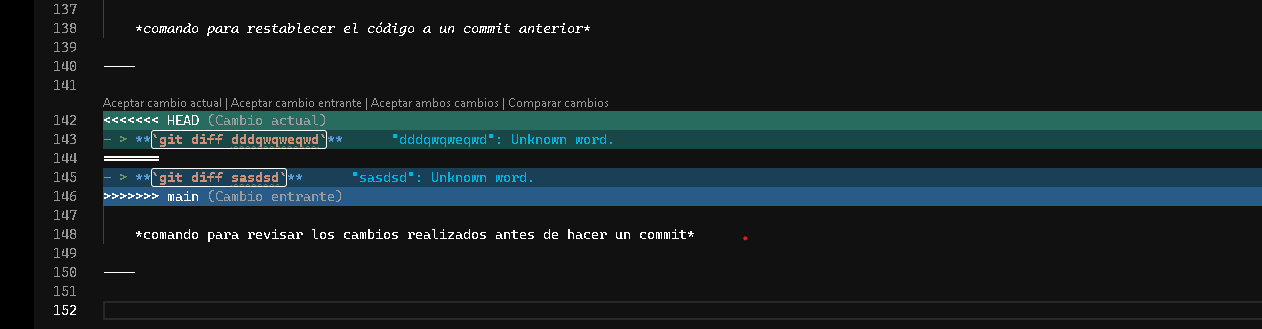 137
138 *comando para restablecer el código a un commit anterior*
139
140 ____
141
Aceptar cambio actual | Aceptar cambio entrante | Aceptar ambos cambios | Comparar cambios
142 <<<<<<< HEAD (Cambio actual)
143 - > **`git diff dddqwqweqwd`** "dddqwqweqwd": Unknown word.
144 =======
145 - > **`git diff sasdsd`** "sasdsd": Unknown word.
146 >>>>>>> main (Cambio entrante)
147
148 *comando para revisar los cambios realizados antes de hacer un commit*
149
150 ____
151
152